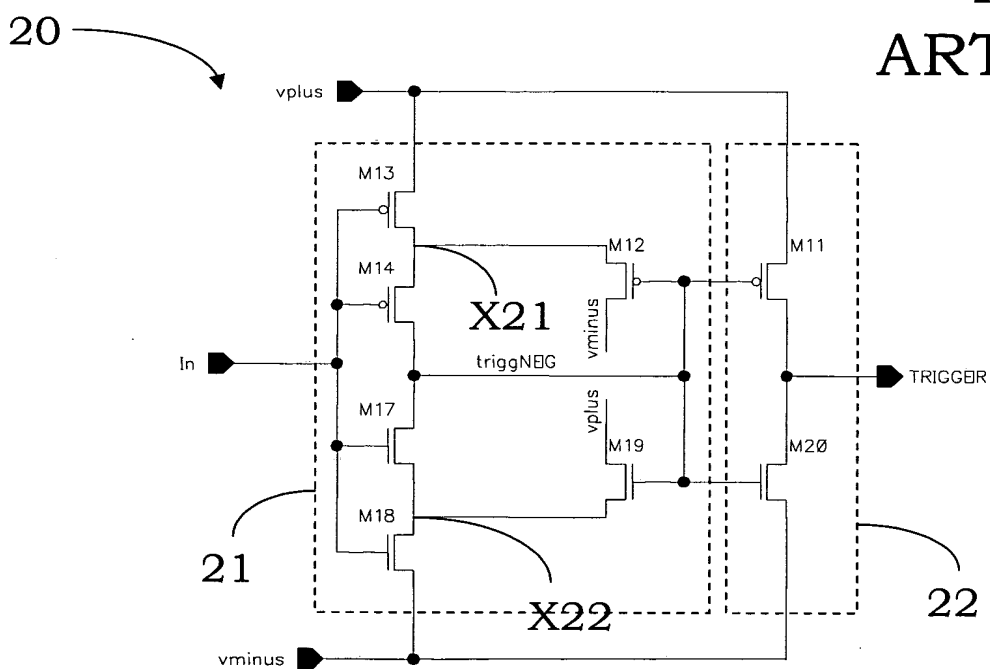 20
ART
vplus
M13
M12
M11
M14
X21
vminus
In
triggNEG
TRIGGER
vplus
M17
M19
M20
M18
21
X22
22
vminus